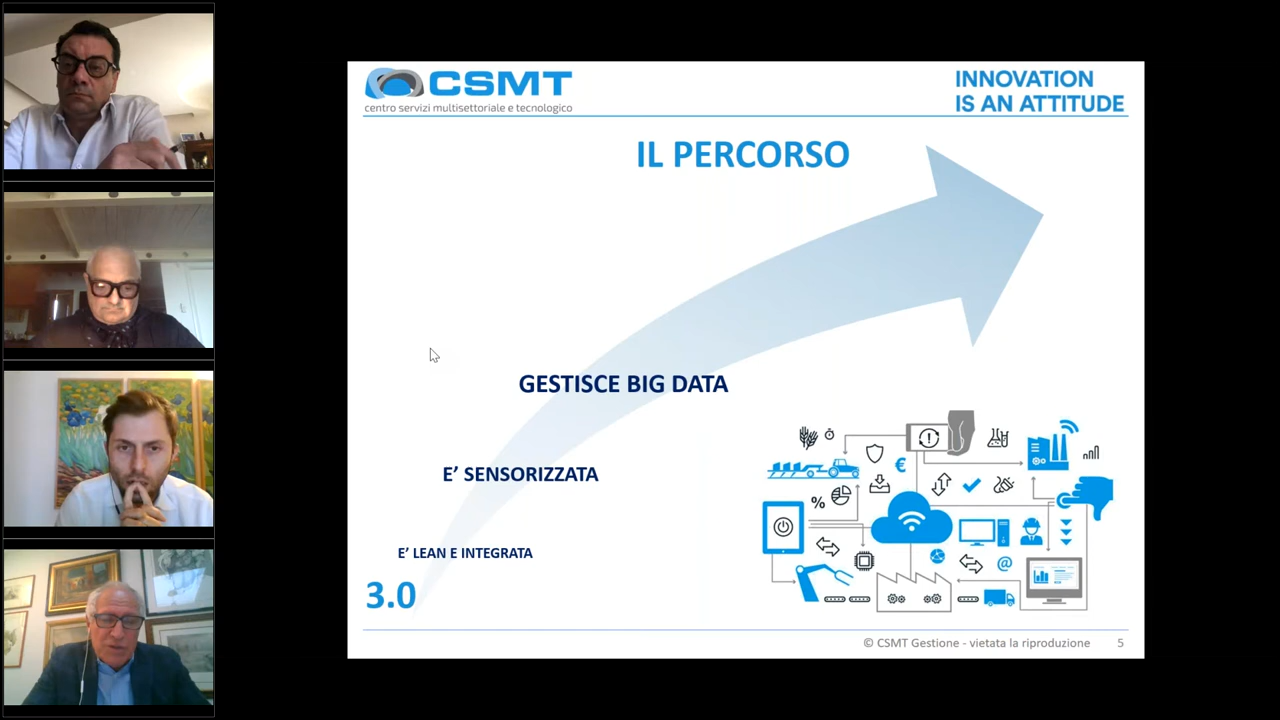 CSMT
centro servizi multisettoriale e tecnologico
INNOVATION
IS AN ATTITUDE
IL PERCORSO
GESTISCE BIG DATA
E’ SENSORIZZATA
E’ LEAN E INTEGRATA
3.0
€
%
@
© CSMT Gestione - vietata la riproduzione 5